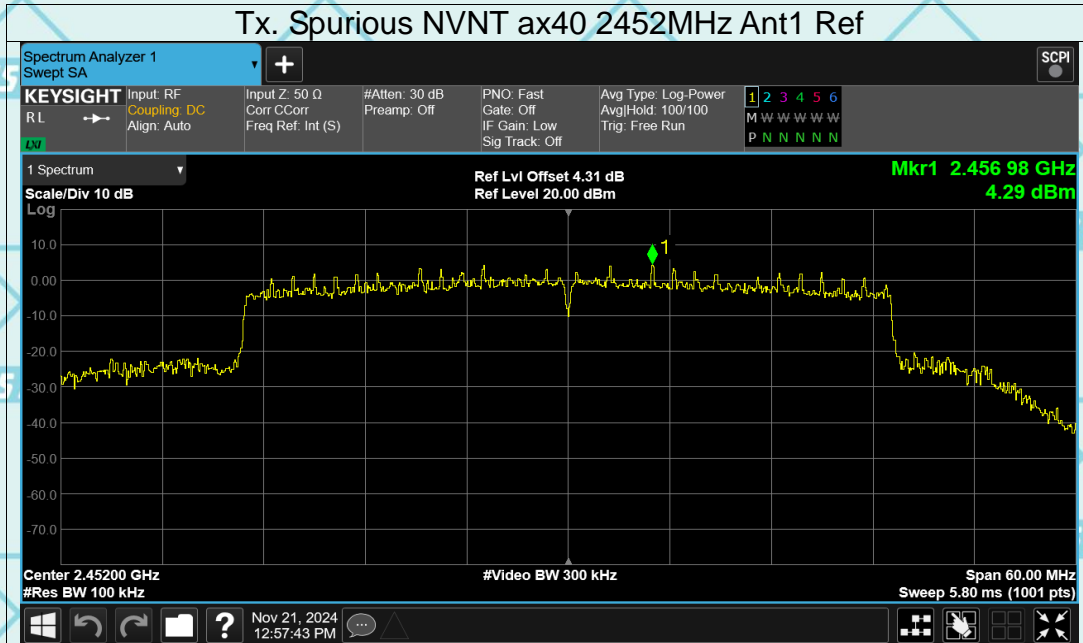 Tx. Spurious NVNT ax40 2452MHz Ant1 Ref
Spectrum Analyzer 1
Swept SA
+
SCPI
KEYSIGHT
RL
LXI
Input: RF
Coupling: DC
Align: Auto
Input Z: 50 Ω
Corr CCorr
Freq Ref: Int (S)
#Atten: 30 dB
Preamp: Off
PNO: Fast
Gate: Off
IF Gain: Low
Sig Track: Off
Avg Type: Log-Power
Avg|Hold: 100/100
Trig: Free Run
1 2 3 4 5 6
M W W W W W
P N N N N N
1 Spectrum
Scale/Div 10 dB
Ref Lvl Offset 4.31 dB
Ref Level 20.00 dBm
Mkr1 2.456 98 GHz
4.29 dBm
Log
10.0
0.00
-10.0
-20.0
-30.0
-40.0
-50.0
-60.0
-70.0
1
Center 2.45200 GHz
#Res BW 100 kHz
#Video BW 300 kHz
Span 60.00 MHz
Sweep 5.80 ms (1001 pts)
?
Nov 21, 2024
12:57:43 PM